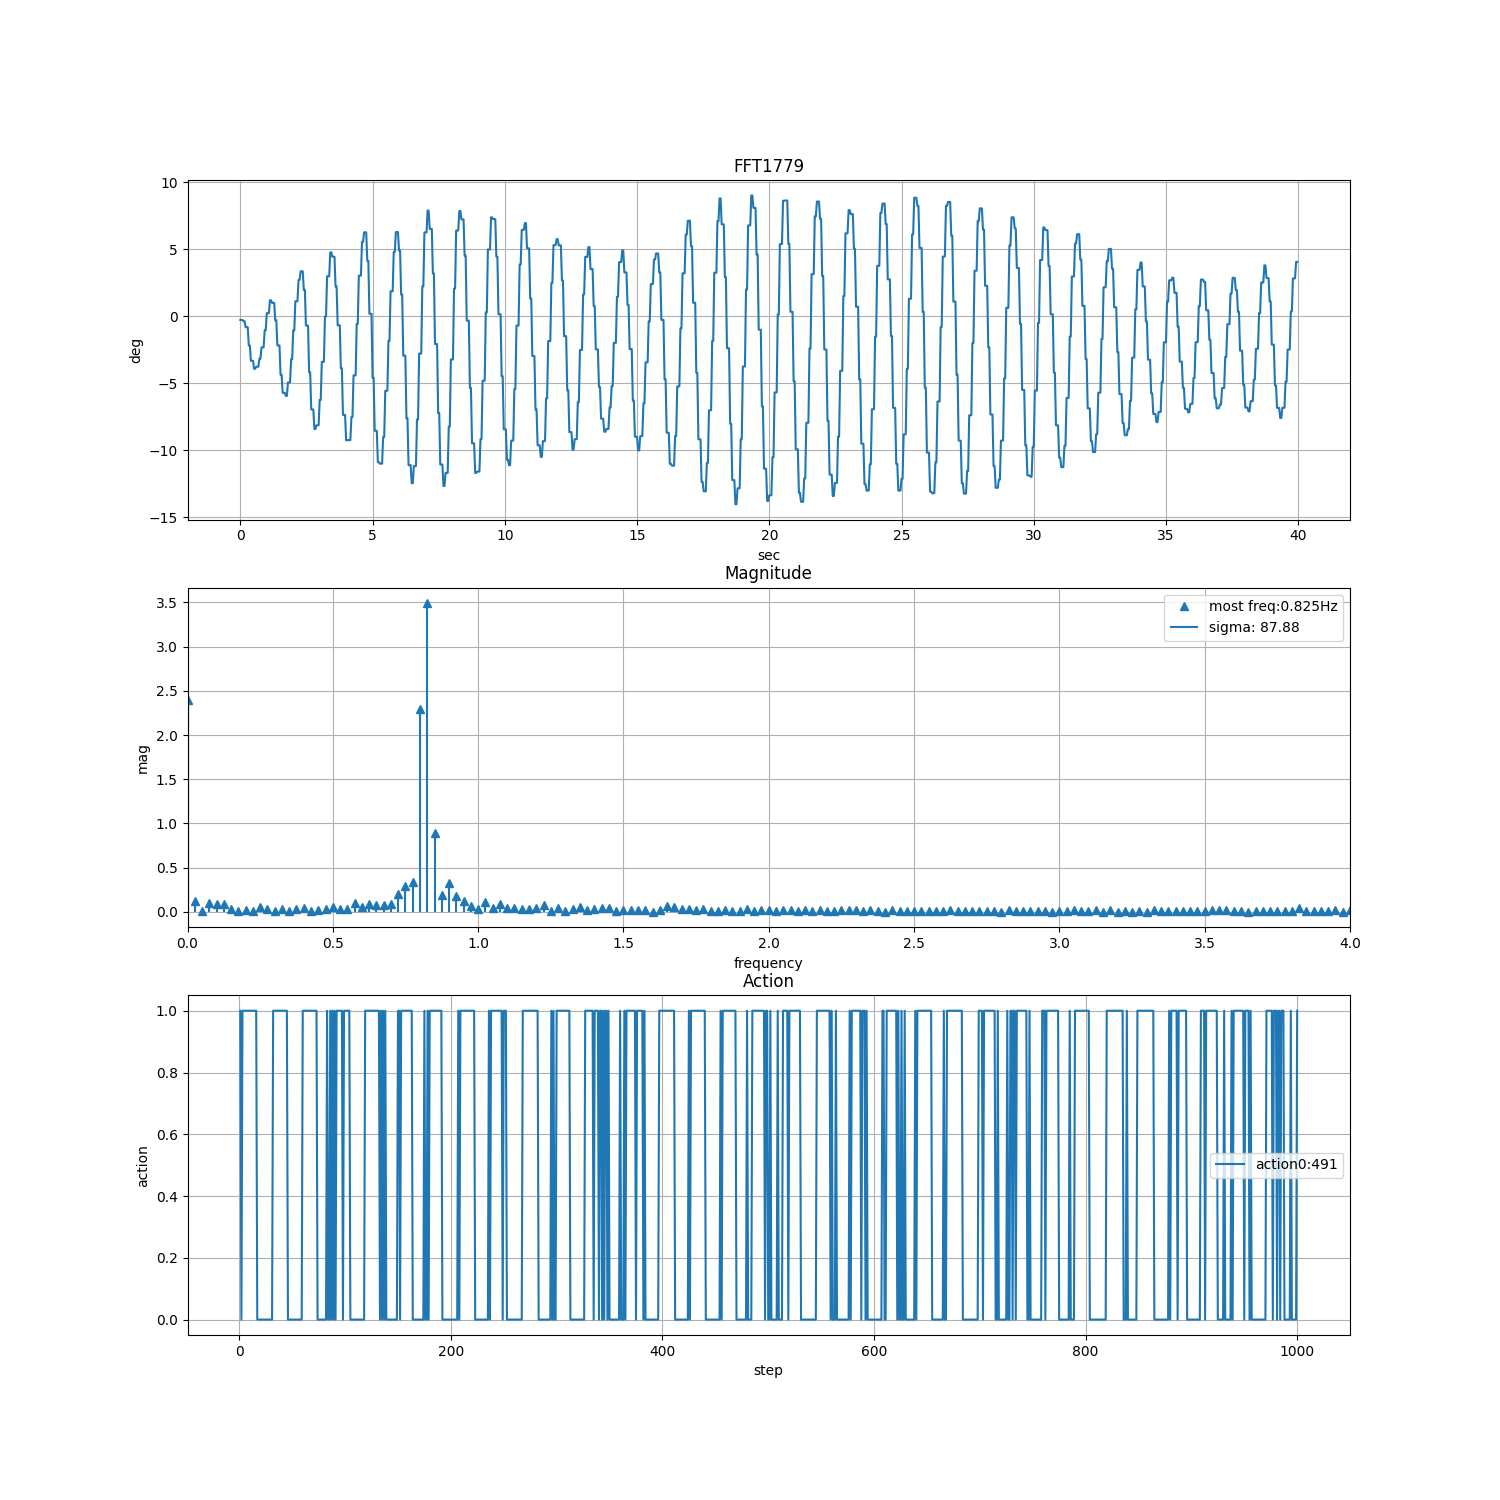 FFT1779
10
5
0
−5
−10
−15
deg
0 5 10 15 20 25 30 35 40
sec
Magnitude
most freq:0.825Hz
sigma: 87.88
3.5
3.0
2.5
2.0
1.5
1.0
0.5
0.0
mag
0.0 0.5 1.0 1.5 2.0 2.5 3.0 3.5 4.0
frequency
Action
1.0
0.8
0.6
0.4
0.2
0.0
action
action0:491
0 200 400 600 800 1000
step